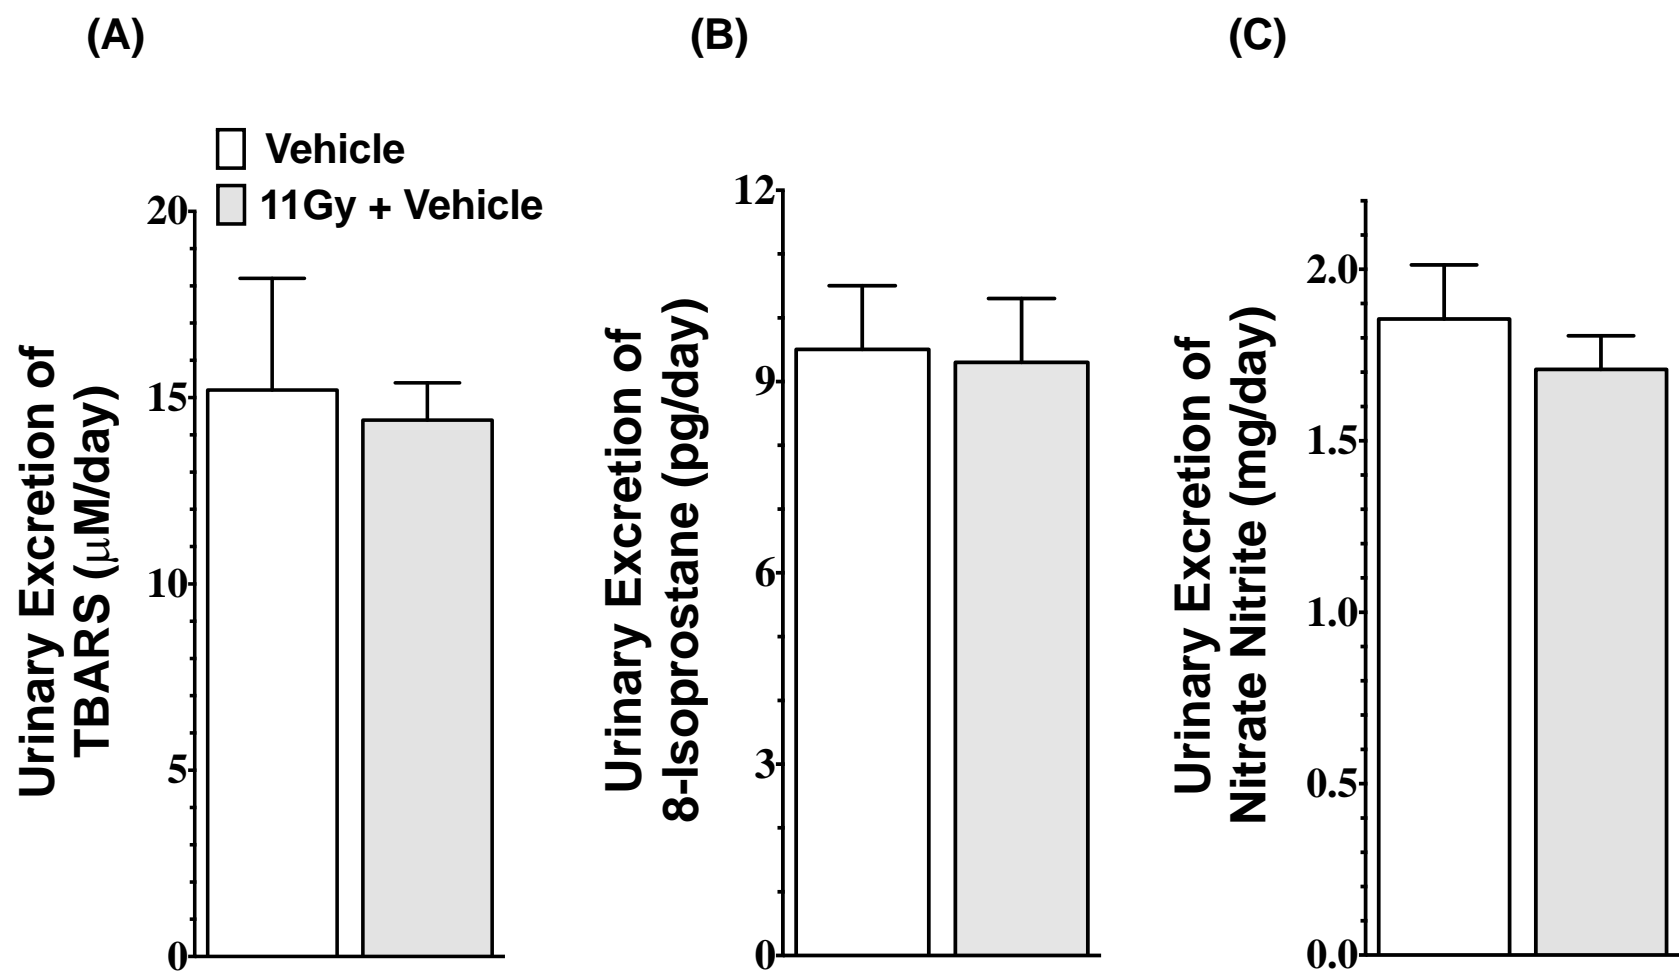 (A)
Vehicle
11Gy + Vehicle
Urinary Excretion of
TBARS (μM/day)
20
15
10
5
0
(B)
Urinary Excretion of
8-Isoprostane (pg/day)
12
9
6
3
0
(C)
Urinary Excretion of
Nitrate Nitrite (mg/day)
2.0
1.5
1.0
0.5
0.0